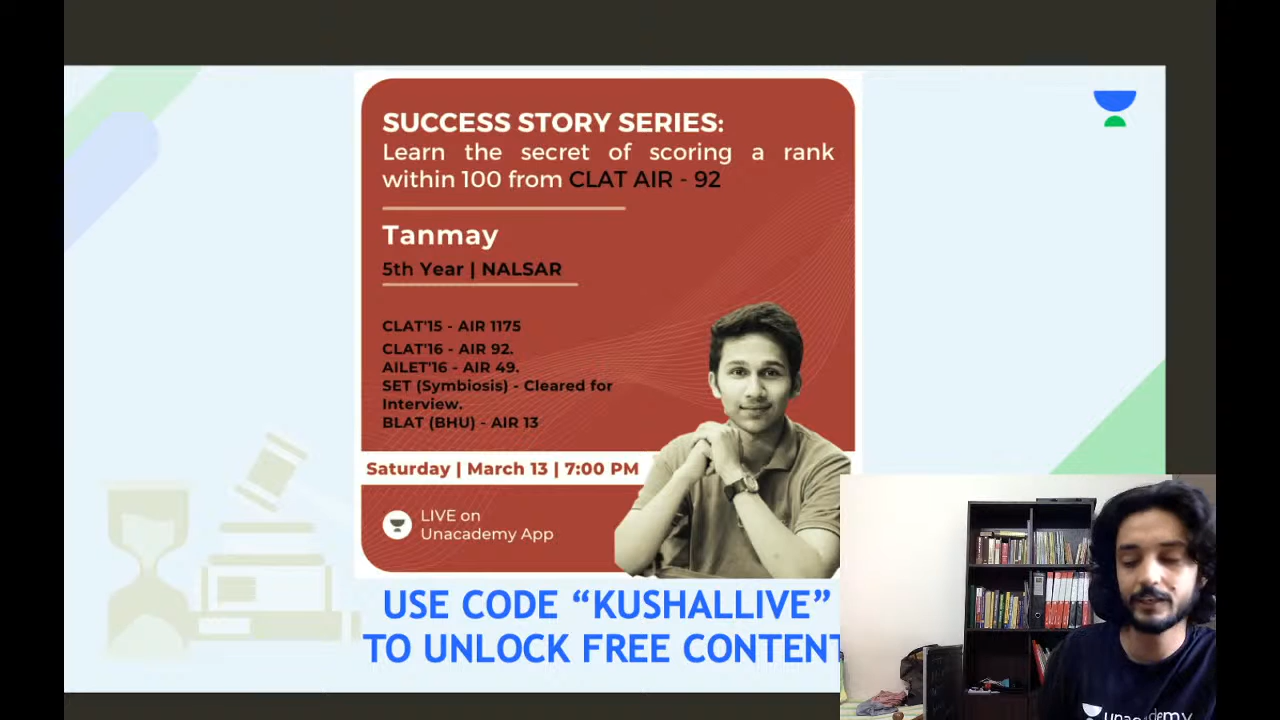 SUCCESS STORY SERIES:
Learn the secret of scoring a rank
within 100 from CLAT AIR - 92
Tanmay
5th Year | NALSAR
CLAT'15 - AIR 1175
CLAT'16 - AIR 92.
AILET'16 - AIR 49.
SET (Symbiosis) - Cleared for
Interview.
BLAT (BHU) - AIR 13
Saturday | March 13 | 7:00 PM
LIVE on
Unacademy App
USE CODE “KUSHALLIVE”
TO UNLOCK FREE CONTENT
unacademy